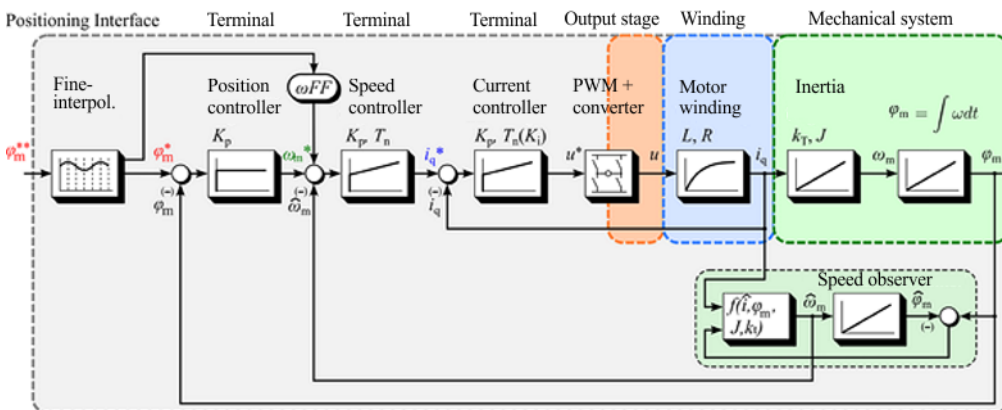 Positioning Interface
Terminal
Terminal
Terminal
Output stage
Winding
Mechanical system
Fine-
interpol.
Position
controller
ωFF
Speed
controller
Current
controller
PWM +
converter
Motor
winding
Inertia
φm = ∫ ωdt
Kp
Kp, Tn
Kp, Tn(Ki)
L, R
kT, J
φm**
φm*
ωm*
iq*
u*
u
iq
ωm
φm
(-)
(-)
(-)
φm
ω̂m
iq
Speed observer
f(î,φm,
J,kt)
ω̂m
φ̂m
(-)